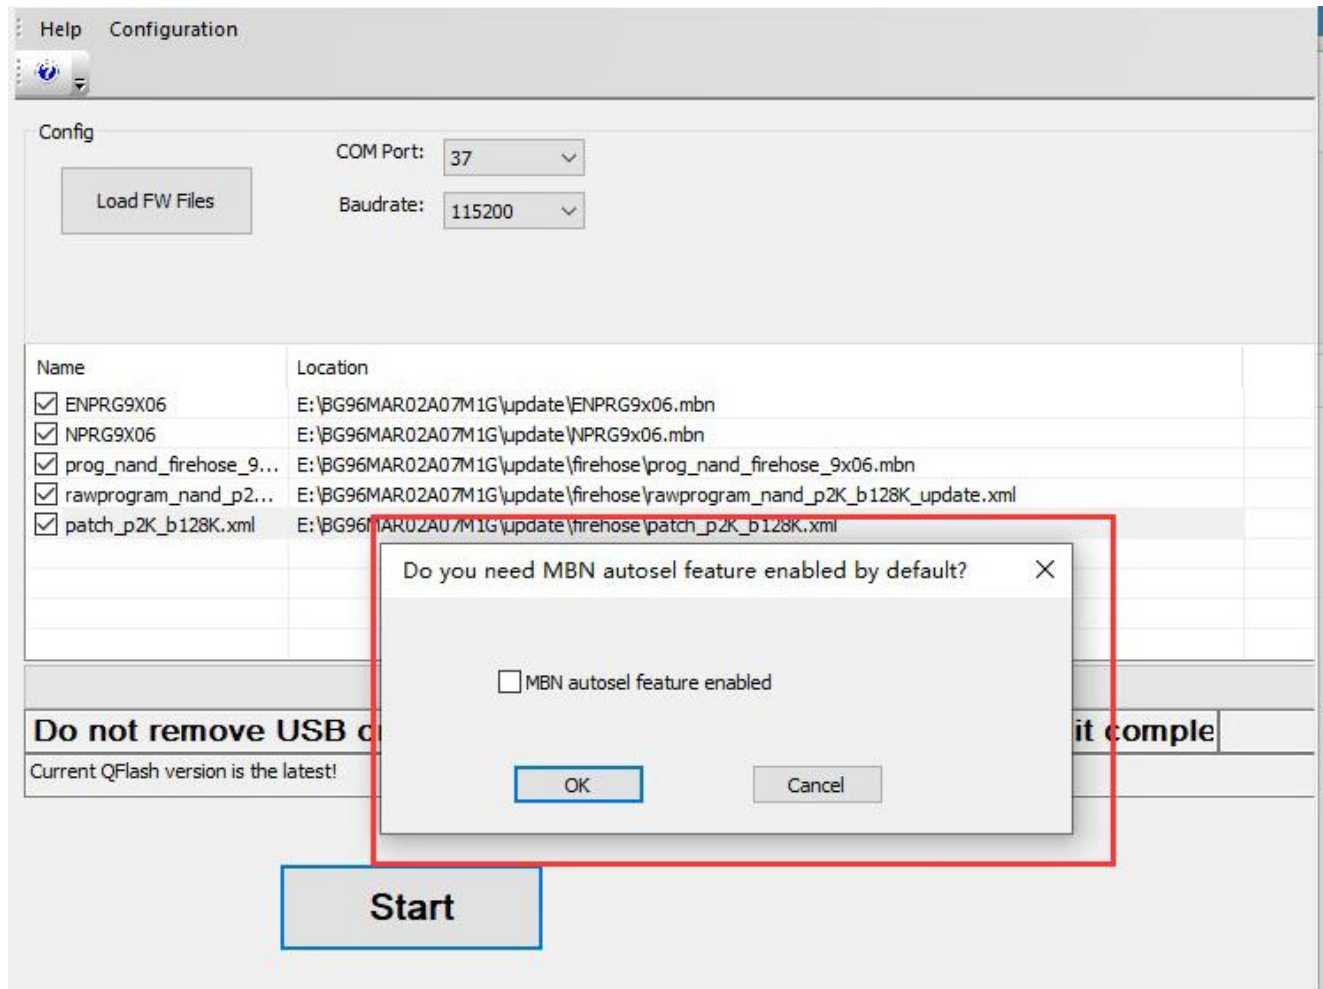 Help Configuration
Config
COM Port: 37
Load FW Files
Baudrate: 115200
Name Location
ENPRG9X06 E:\BG96MAR02A07M1G\update\ENPRG9x06.mbn
NPRG9X06 E:\BG96MAR02A07M1G\update\NPRG9x06.mbn
prog_nand_firehose_9... E:\BG96MAR02A07M1G\update\firehose\prog_nand_firehose_9x06.mbn
rawprogram_nand_p2... E:\BG96MAR02A07M1G\update\firehose\rawprogram_nand_p2K_b128K_update.xml
patch_p2K_b128K.xml E:\BG96MAR02A07M1G\update\firehose\patch_p2K_b128K.xml
Do you need MBN autosel feature enabled by default?
MBN autosel feature enabled
Do not remove USB it comple
Current QFlash version is the latest!
OK Cancel
Start